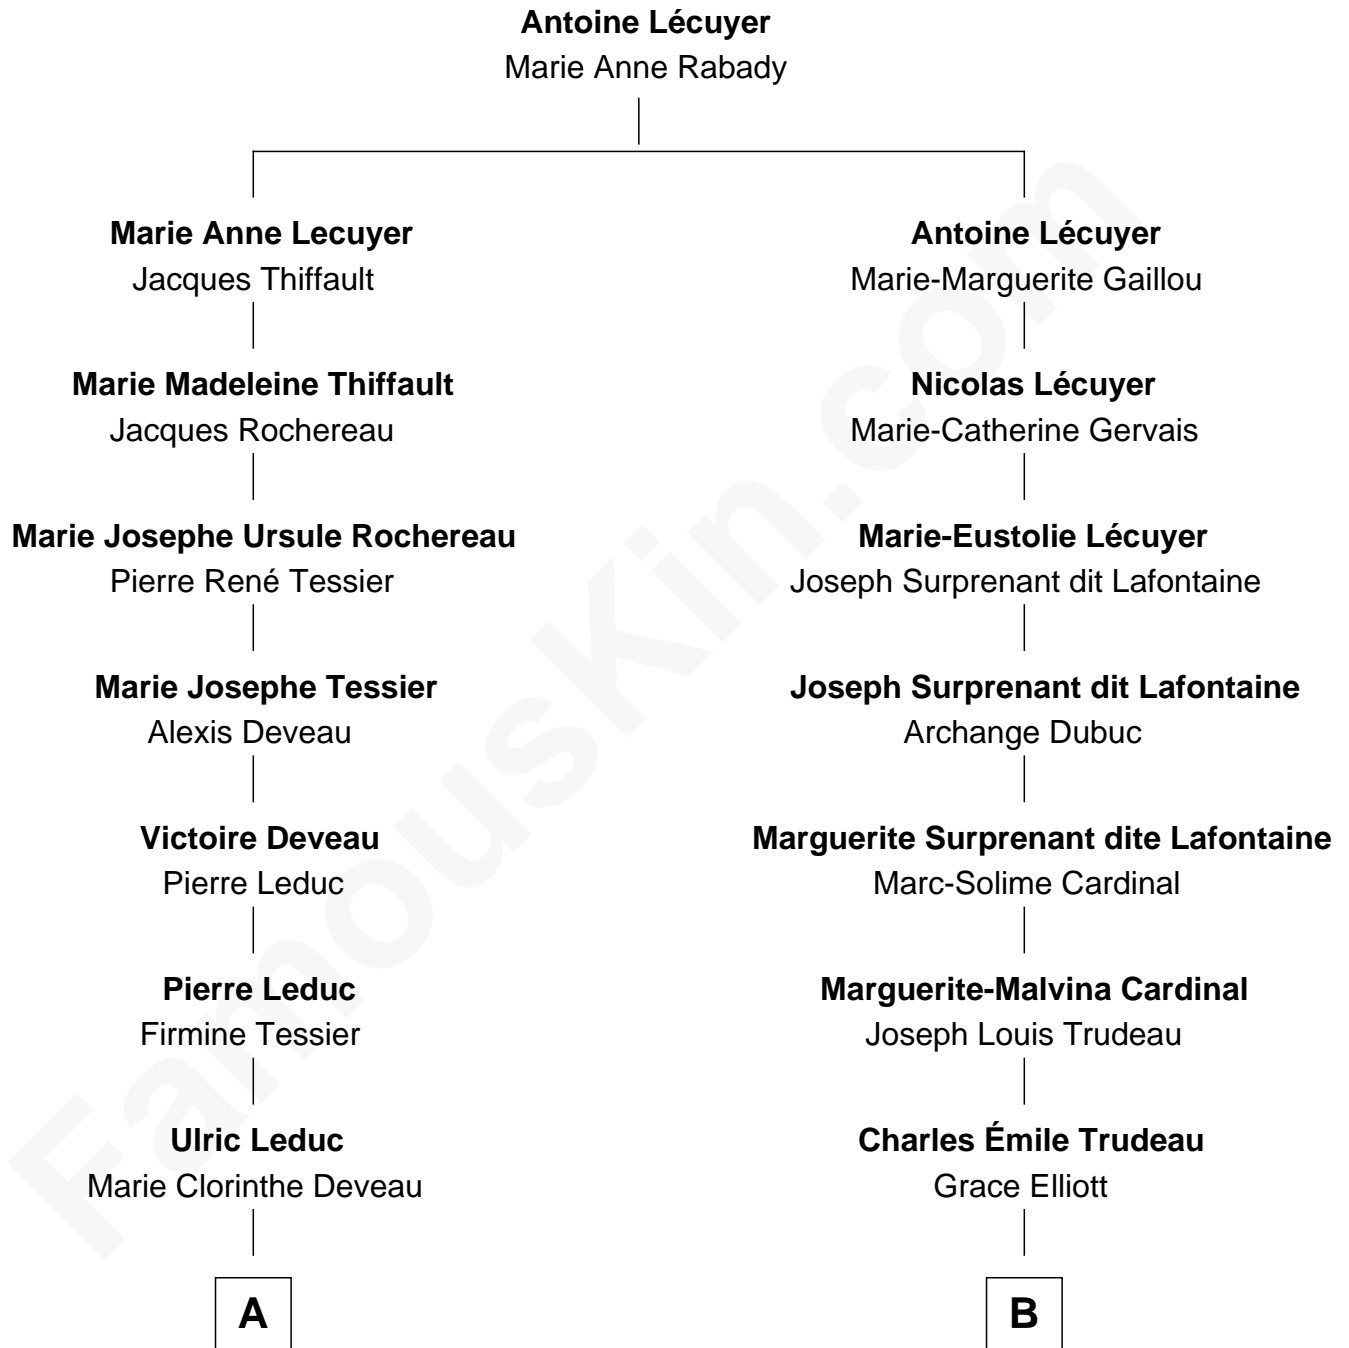 Antoine Lécuyer
Marie Anne Rabady
Marie Anne Lecuyer
Jacques Thiffault
Antoine Lécuyer
Marie-Marguerite Gaillou
Marie Madeleine Thiffault
Jacques Rochereau
Nicolas Lécuyer
Marie-Catherine Gervais
Marie Josephe Ursule Rochereau
Pierre René Tessier
Marie-Eustolie Lécuyer
Joseph Surprenant dit Lafontaine
Marie Josephe Tessier
Alexis Deveau
Joseph Surprenant dit Lafontaine
Archange Dubuc
Victoire Deveau
Pierre Leduc
Marguerite Surprenant dite Lafontaine
Marc-Solime Cardinal
Pierre Leduc
Firmine Tessier
Marguerite-Malvina Cardinal
Joseph Louis Trudeau
Ulric Leduc
Marie Clorinthe Deveau
Charles Émile Trudeau
Grace Elliott
A
B
FamousKin.com